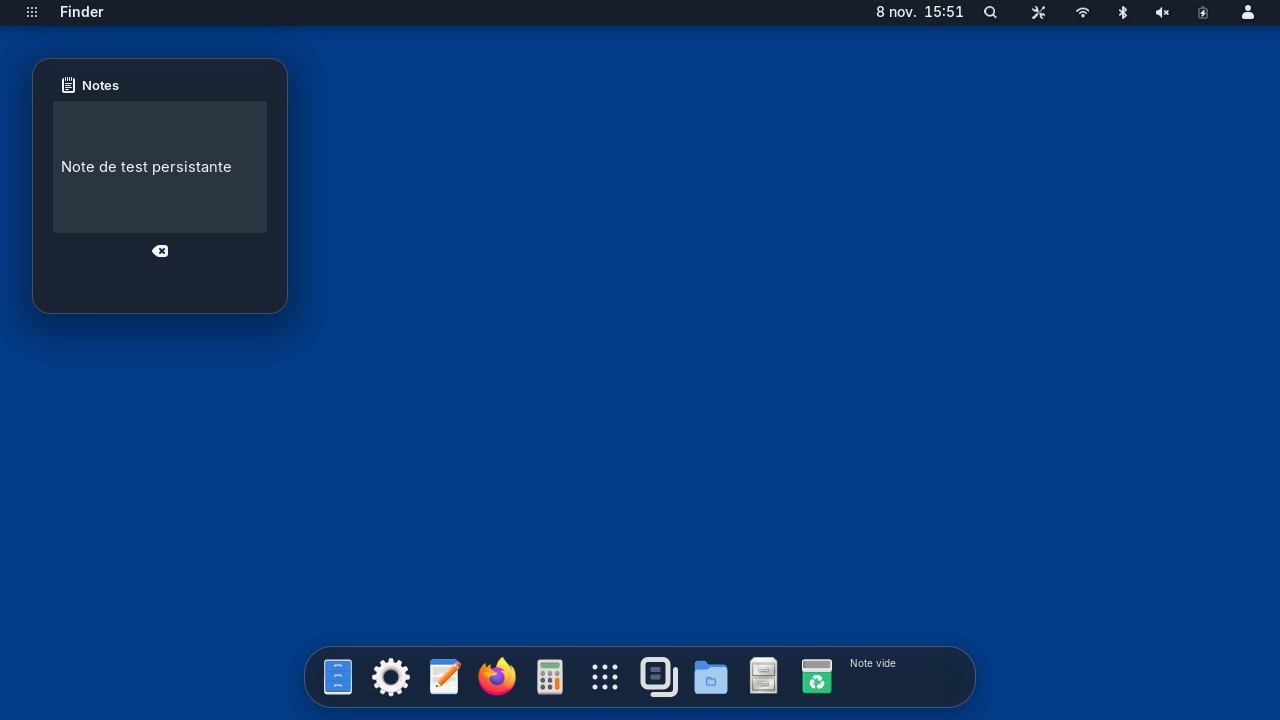 Finder
8 nov. 15:51
Notes
Note de test persistante
Note vide